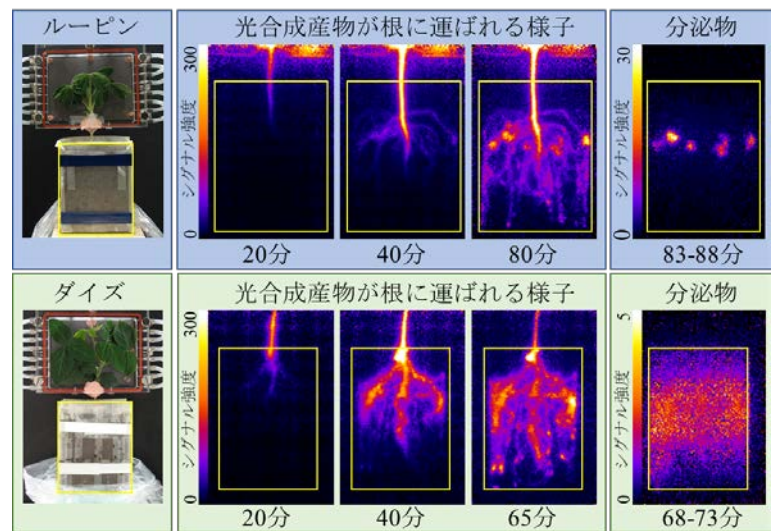 ルーピン
光合成産物が根に運ばれる様子
分泌物
300
シグナル強度
0
20分
40分
80分
30
シグナル強度
0
83-88分
ダイズ
光合成産物が根に運ばれる様子
分泌物
300
シグナル強度
0
20分
40分
65分
5
シグナル強度
0
68-73分